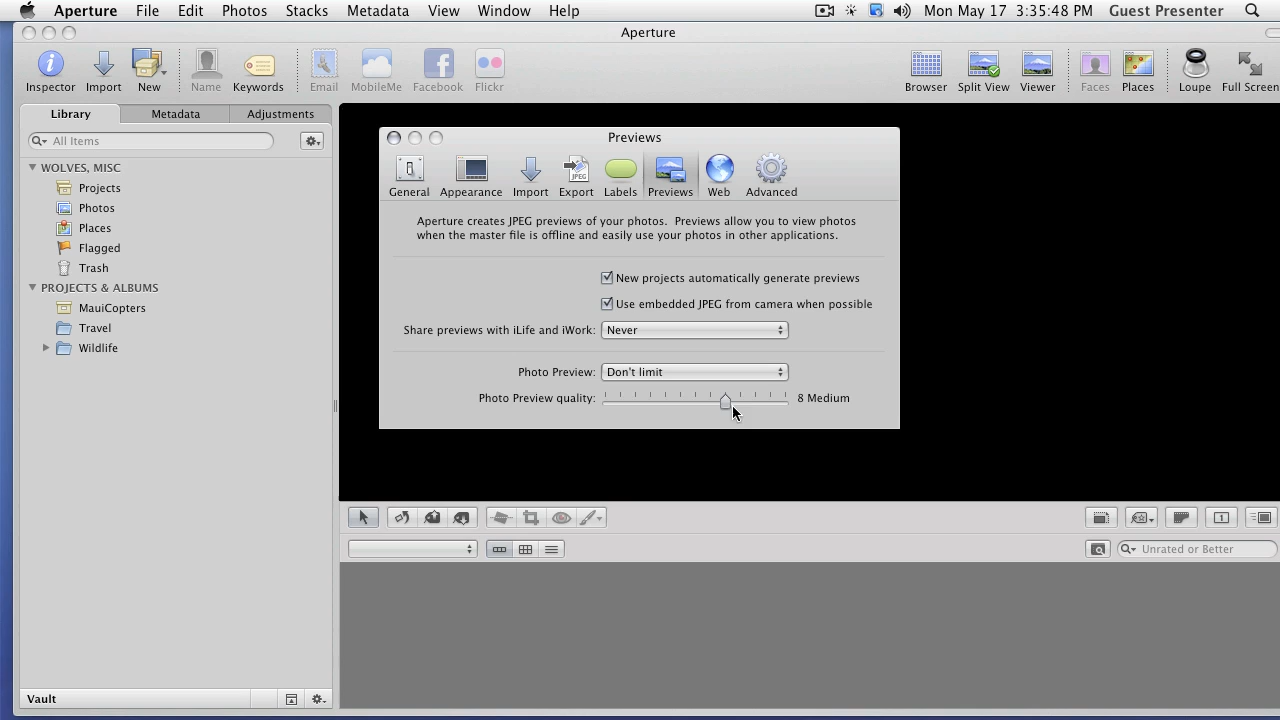 Aperture File Edit Photos Stacks Metadata View Window Help Mon May 17 3:35:48 PM Guest Presenter
Aperture
Inspector Import New Name Keywords Email MobileMe Facebook Flickr Browser Split View Viewer Faces Places Loupe Full Screen
Library Metadata Adjustments
All Items
WOLVES, MISC
Projects
Photos
Places
Flagged
Trash
PROJECTS & ALBUMS
MauiCopters
Travel
Wildlife
Vault
Previews
General Appearance Import Export Labels Previews Web Advanced
JPEG
Aperture creates JPEG previews of your photos. Previews allow you to view photos
when the master file is offline and easily use your photos in other applications.
New projects automatically generate previews
Use embedded JPEG from camera when possible
Share previews with iLife and iWork: Never
Photo Preview: Don't limit
Photo Preview quality: 8 Medium
1
Unrated or Better